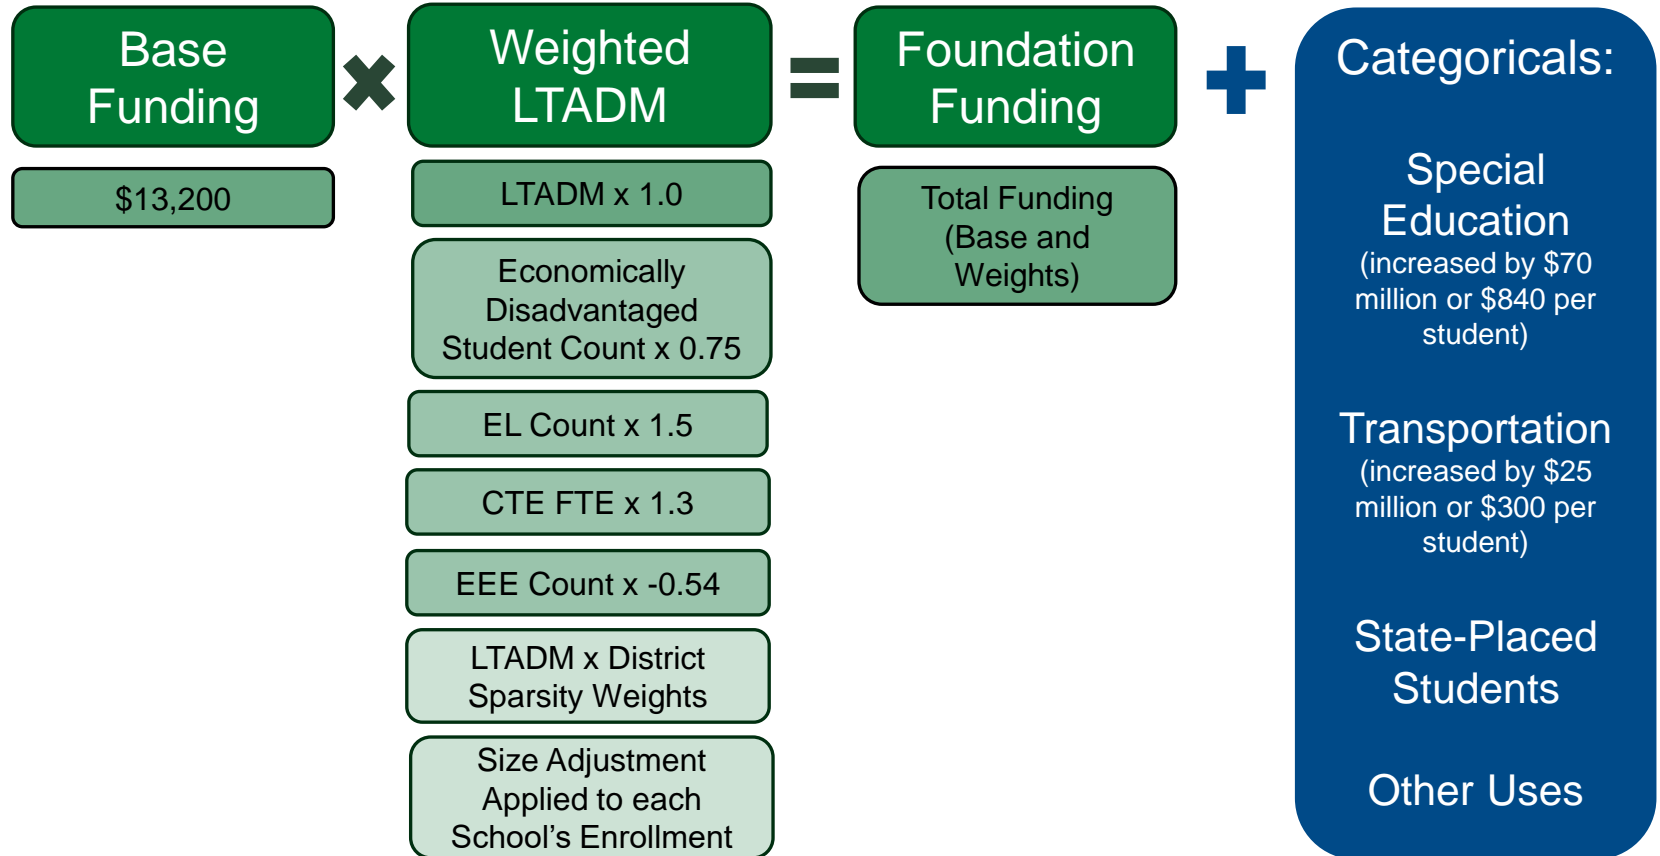 Base
Funding
$13,200
Weighted
LTADM
LTADM x 1.0
Economically
Disadvantaged
Student Count x 0.75
EL Count x 1.5
CTE FTE x 1.3
EEE Count x -0.54
LTADM x District
Sparsity Weights
Size Adjustment
Applied to each
School’s Enrollment
=
Foundation
Funding
Total Funding
(Base and
Weights)
+
Categoricals:
Special
Education
(increased by $70
million or $840 per
student)
Transportation
(increased by $25
million or $300 per
student)
State-Placed
Students
Other Uses